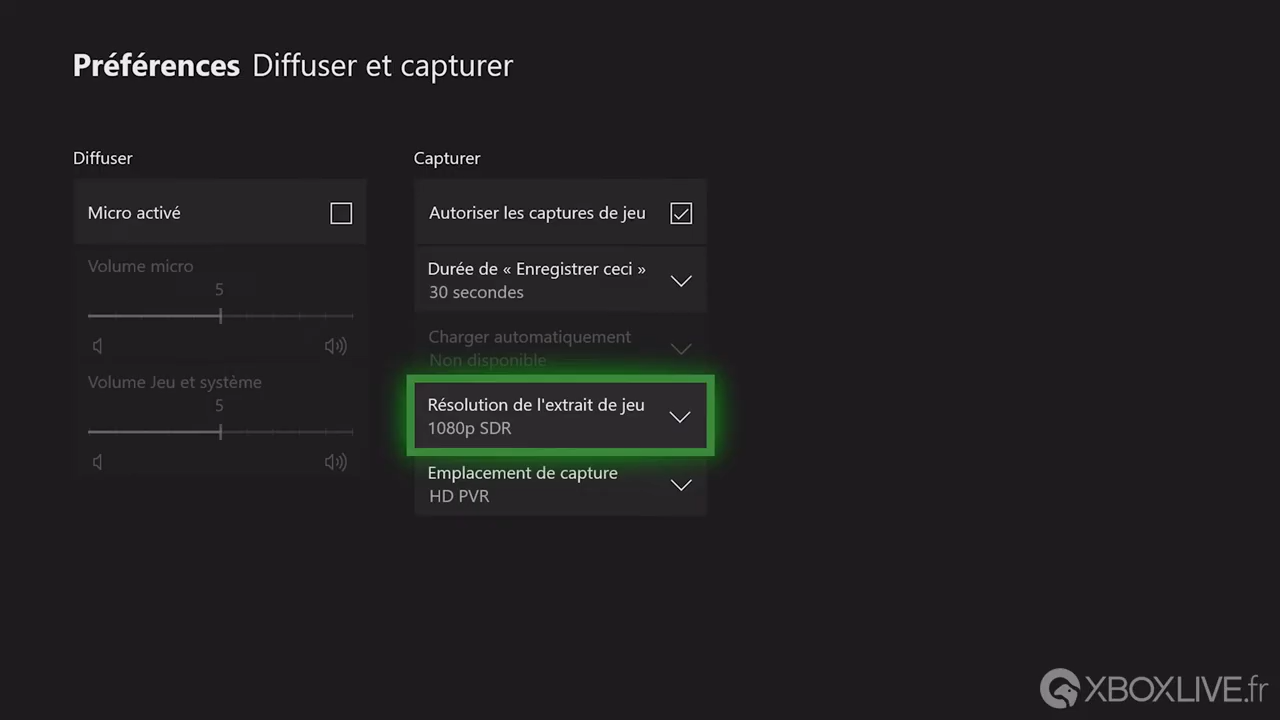 Préférences Diffuser et capturer
Diffuser
Micro activé
Volume micro
5
Volume Jeu et système
5
Capturer
Autoriser les captures de jeu
Durée de « Enregistrer ceci »
30 secondes
Charger automatiquement
Non disponible
Résolution de l'extrait de jeu
1080p SDR
Emplacement de capture
HD PVR
XBOXLIVE.fr